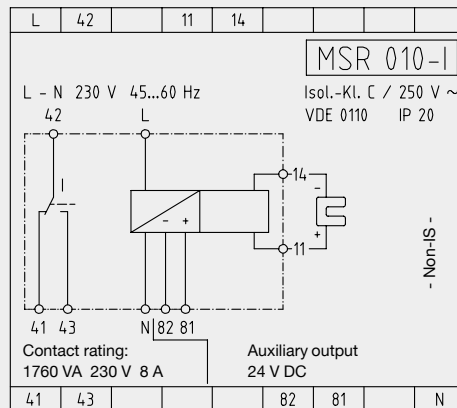 L 42 11 14
MSR 010-I
L - N 230 V 45...60 Hz
Isol.-Kl. C / 250 V ~
VDE 0110 IP 20
42 L
I
14
-
- +
+
11
- Non-IS -
41 43 N 82 81
Contact rating:
1760 VA 230 V 8 A
Auxiliary output
24 V DC
41 43 82 81 N